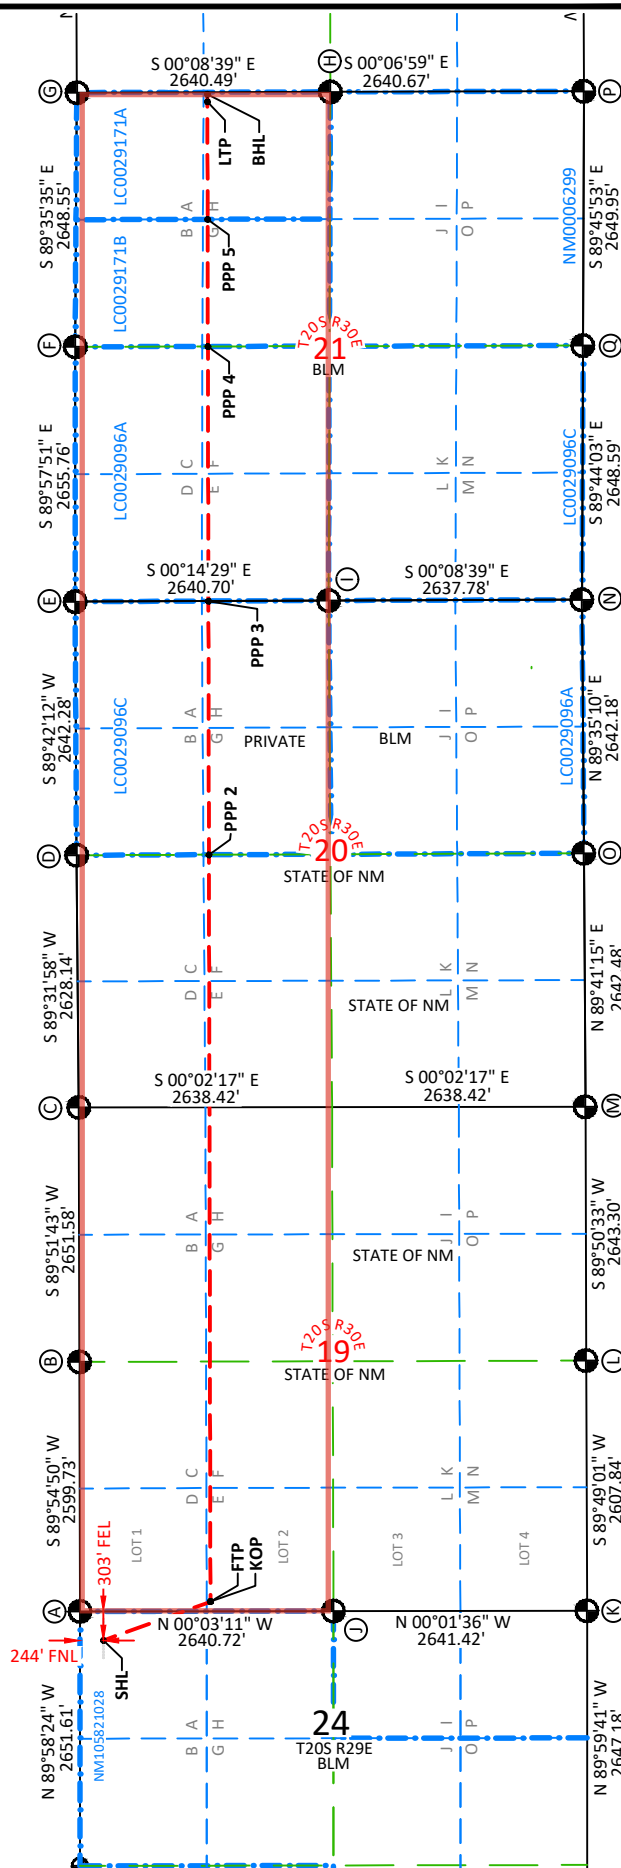 S 00°08'39" E
2640.49'
H
S 00°06'59" E
2640.67'
G
P
LTP
BHL
LC0029171A
S 89°35'35" E
2648.55'
A
B
H
G
I
J
P
O
NM0006299
S 89°45'53" E
2649.95'
PPP 5
LC0029171B
F
Q
T20S R30E
21
BLM
PPP 4
S 89°57'51" E
2655.76'
LC0029096A
C
D
F
E
K
L
N
M
LC0029096C
S 89°44'03" E
2648.59'
S 00°14'29" E
2640.70'
I
S 00°08'39" E
2637.78'
E
N
PPP 3
S 89°42'12" W
2642.28'
LC0029096C
A
B
H
G
PRIVATE
BLM
I
J
P
O
LC0029096A
N 89°35'10" E
2642.18'
PPP 2
D
O
T20S R30E
20
STATE OF NM
S 89°31'58" W
2628.14'
C
D
F
E
K
L
N
M
STATE OF NM
N 89°41'15" E
2642.48'
S 00°02'17" E
2638.42'
S 00°02'17" E
2638.42'
C
M
S 89°51'43" W
2651.58'
A
B
H
G
I
J
P
O
STATE OF NM
S 89°50'33" W
2643.30'
B
L
T20S R30E
19
STATE OF NM
S 89°54'50" W
2599.73'
C
D
F
E
K
L
N
M
S 89°49'01" W
2607.84'
LOT 1
LOT 2
LOT 3
LOT 4
303' FEL
FTP
KOP
A
N 00°03'11" W
2640.72'
J
N 00°01'36" W
2641.42'
K
244' FNL
SHL
N 89°58'24" W
2651.61'
NM105821028
A
B
H
G
24
T20S R29E
BLM
I
J
P
O
N 89°59'41" W
2647.18'